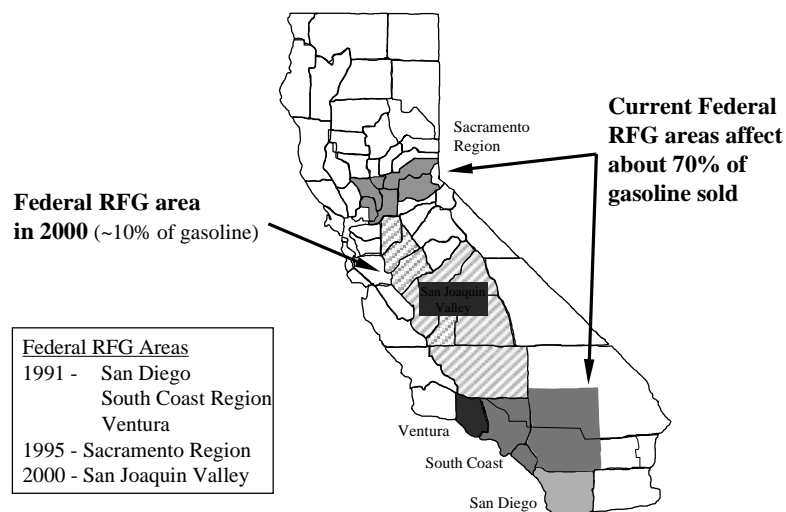 Sacramento
Region
Current Federal
RFG areas affect
about 70% of
gasoline sold
Federal RFG area
in 2000 (~10% of gasoline)
San Joaquin
Valley
Federal RFG Areas
1991 - San Diego
South Coast Region
Ventura
1995 - Sacramento Region
2000 - San Joaquin Valley
Ventura
South Coast
San Diego